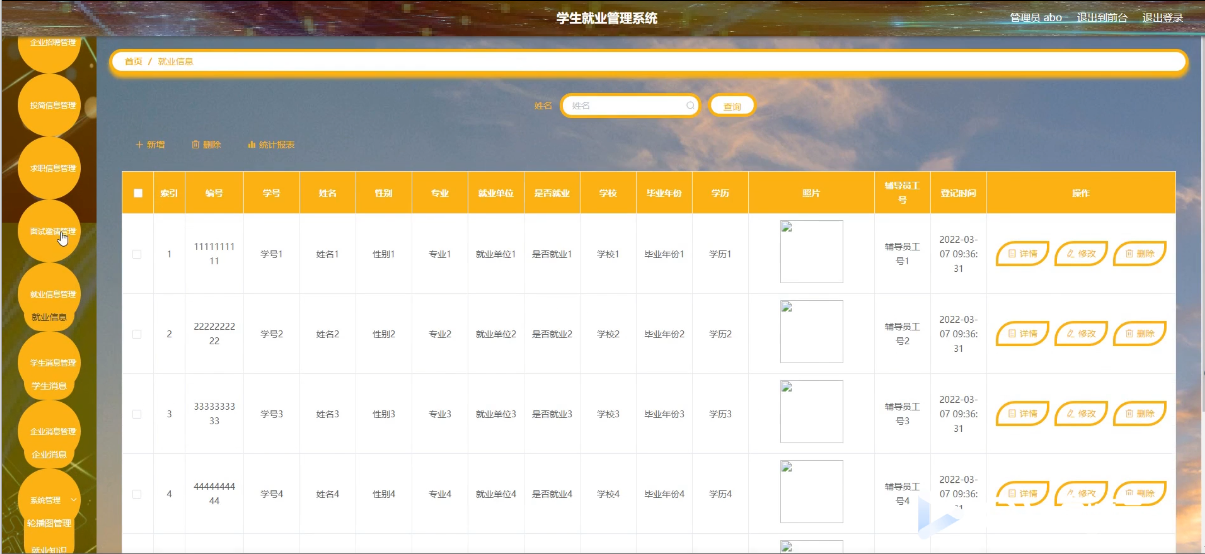 学生就业管理系统
管理员 abo 退出到前台 退出登录
企业招聘管理
投简信息管理
求职信息管理
面试邀请管理
就业信息管理
就业信息
学生消息管理
学生消息
企业消息管理
企业消息
系统管理
轮播图管理
就业知识
首页 / 就业信息
姓名 姓名 查询
新增 删除 统计报表
索引 编号 学号 姓名 性别 专业 就业单位 是否就业 学校 毕业年份 学历 照片 辅导员工号 登记时间 操作
1 1111111111 学号1 姓名1 性别1 专业1 就业单位1 是否就业1 学校1 毕业年份1 学历1 辅导员工号1 2022-03-07 09:36:31 详情 修改 删除
2 2222222222 学号2 姓名2 性别2 专业2 就业单位2 是否就业2 学校2 毕业年份2 学历2 辅导员工号2 2022-03-07 09:36:31 详情 修改 删除
3 3333333333 学号3 姓名3 性别3 专业3 就业单位3 是否就业3 学校3 毕业年份3 学历3 辅导员工号3 2022-03-07 09:36:31 详情 修改 删除
4 4444444444 学号4 姓名4 性别4 专业4 就业单位4 是否就业4 学校4 毕业年份4 学历4 辅导员工号4 2022-03-07 09:36: 详情 修改 删除